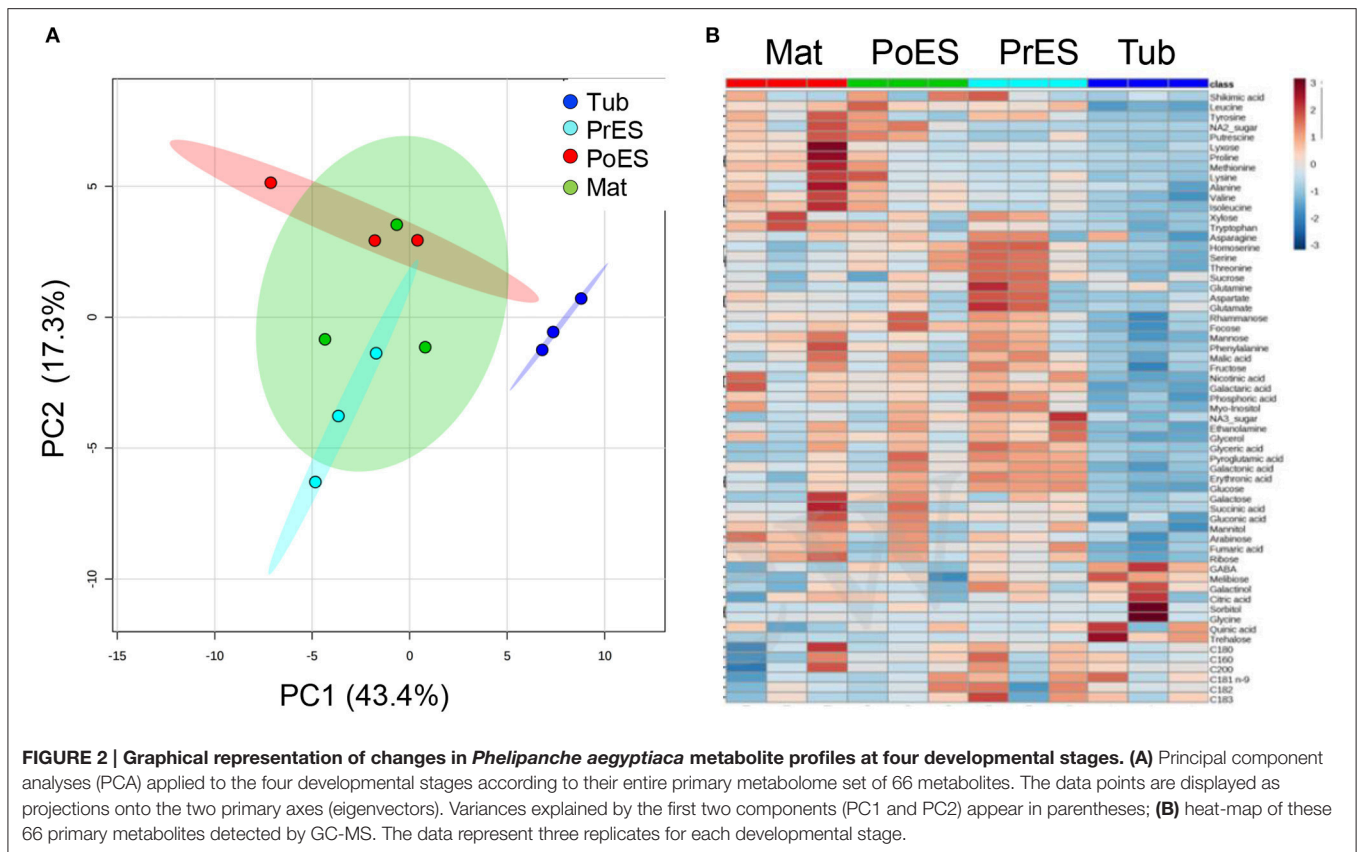 A
Tub
PrES
PoES
Mat
5
0
-5
-10
PC2 (17.3%)
-15
-10
-5
0
5
10
PC1 (43.4%)
B
Mat PoES PrES Tub
class
Shikimic acid
Leucine
Tyrosine
NA2_sugar
Putrescine
Lyxose
Proline
Methionine
Lysine
Alanine
Valine
Isoleucine
Xylose
Tryptophan
Asparagine
Homoserine
Serine
Threonine
Sucrose
Glutamine
Aspartate
Glutamate
Rhammanose
Focose
Mannose
Phenylalanine
Malic acid
Fructose
Nicotinic acid
Galactaric acid
Phosphoric acid
Myo-Inositol
NA3_sugar
Ethanolamine
Glycerol
Glyceric acid
Pyroglutamic acid
Galactonic acid
Erythronic acid
Glucose
Galactose
Succinic acid
Gluconic acid
Mannitol
Arabinose
Fumaric acid
Ribose
GABA
Melibiose
Galactinol
Citric acid
Sorbitol
Glycine
Quinic acid
Trehalose
C180
C160
C200
C181 n-9
C182
C183
3
2
1
0
-1
-2
-3
FIGURE 2 | Graphical representation of changes in Phelipanche aegyptiaca metabolite profiles at four developmental stages. (A) Principal component
analyses (PCA) applied to the four developmental stages according to their entire primary metabolome set of 66 metabolites. The data points are displayed as
projections onto the two primary axes (eigenvectors). Variances explained by the first two components (PC1 and PC2) appear in parentheses; (B) heat-map of these
66 primary metabolites detected by GC-MS. The data represent three replicates for each developmental stage.